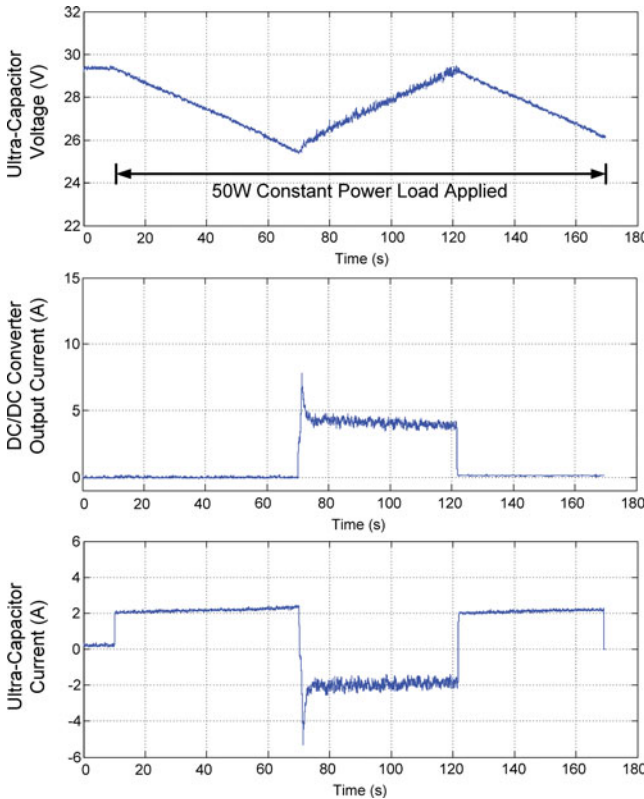 Ultra-Capacitor
Voltage (V)
32
30
28
26
24
22
50W Constant Power Load Applied
0 20 40 60 80 100 120 140 160 180
Time (s)
DC/DC Converter
Output Current (A)
15
10
5
0
0 20 40 60 80 100 120 140 160 180
Time (s)
Ultra-Capacitor
Current (A)
6
4
2
0
-2
-4
-6
0 20 40 60 80 100 120 140 160 180
Time (s)